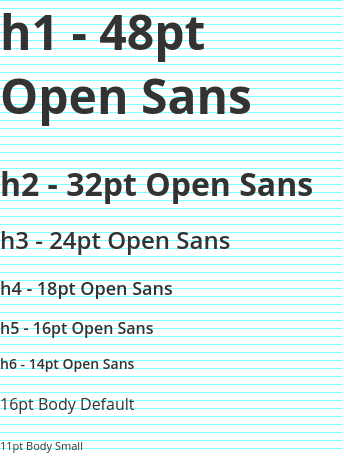 h1 - 48pt
Open Sans
h2 - 32pt Open Sans
h3 - 24pt Open Sans
h4 - 18pt Open Sans
h5 - 16pt Open Sans
h6 - 14pt Open Sans
16pt Body Default
11pt Body Small